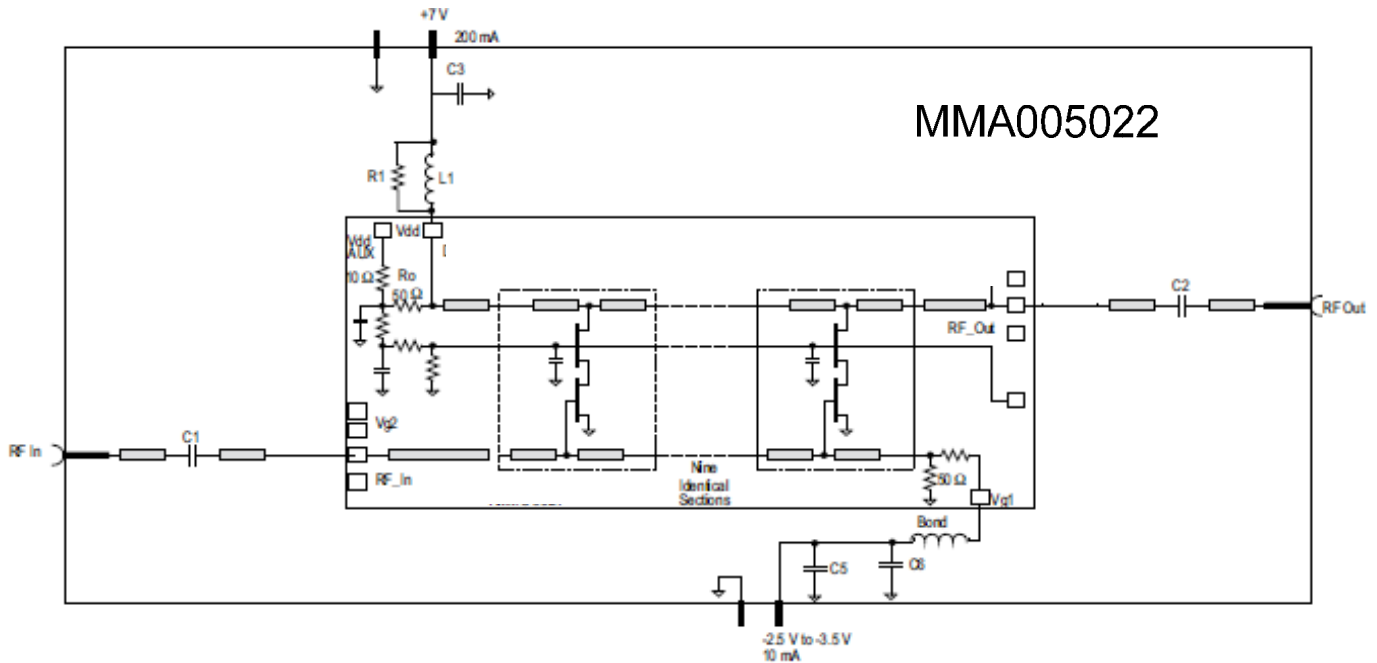 +7 V
200 mA
C3
MMA005022
R1
L1
Vdd
AUX
Vdd
10 Ω
Ro
50 Ω
C2
RF Out
RF_Out
Vg2
C1
RF In
RF_In
Nine
Identical
Sections
50 Ω
Vg1
Bond
C5
C6
-2.5 V to -3.5 V
10 mA